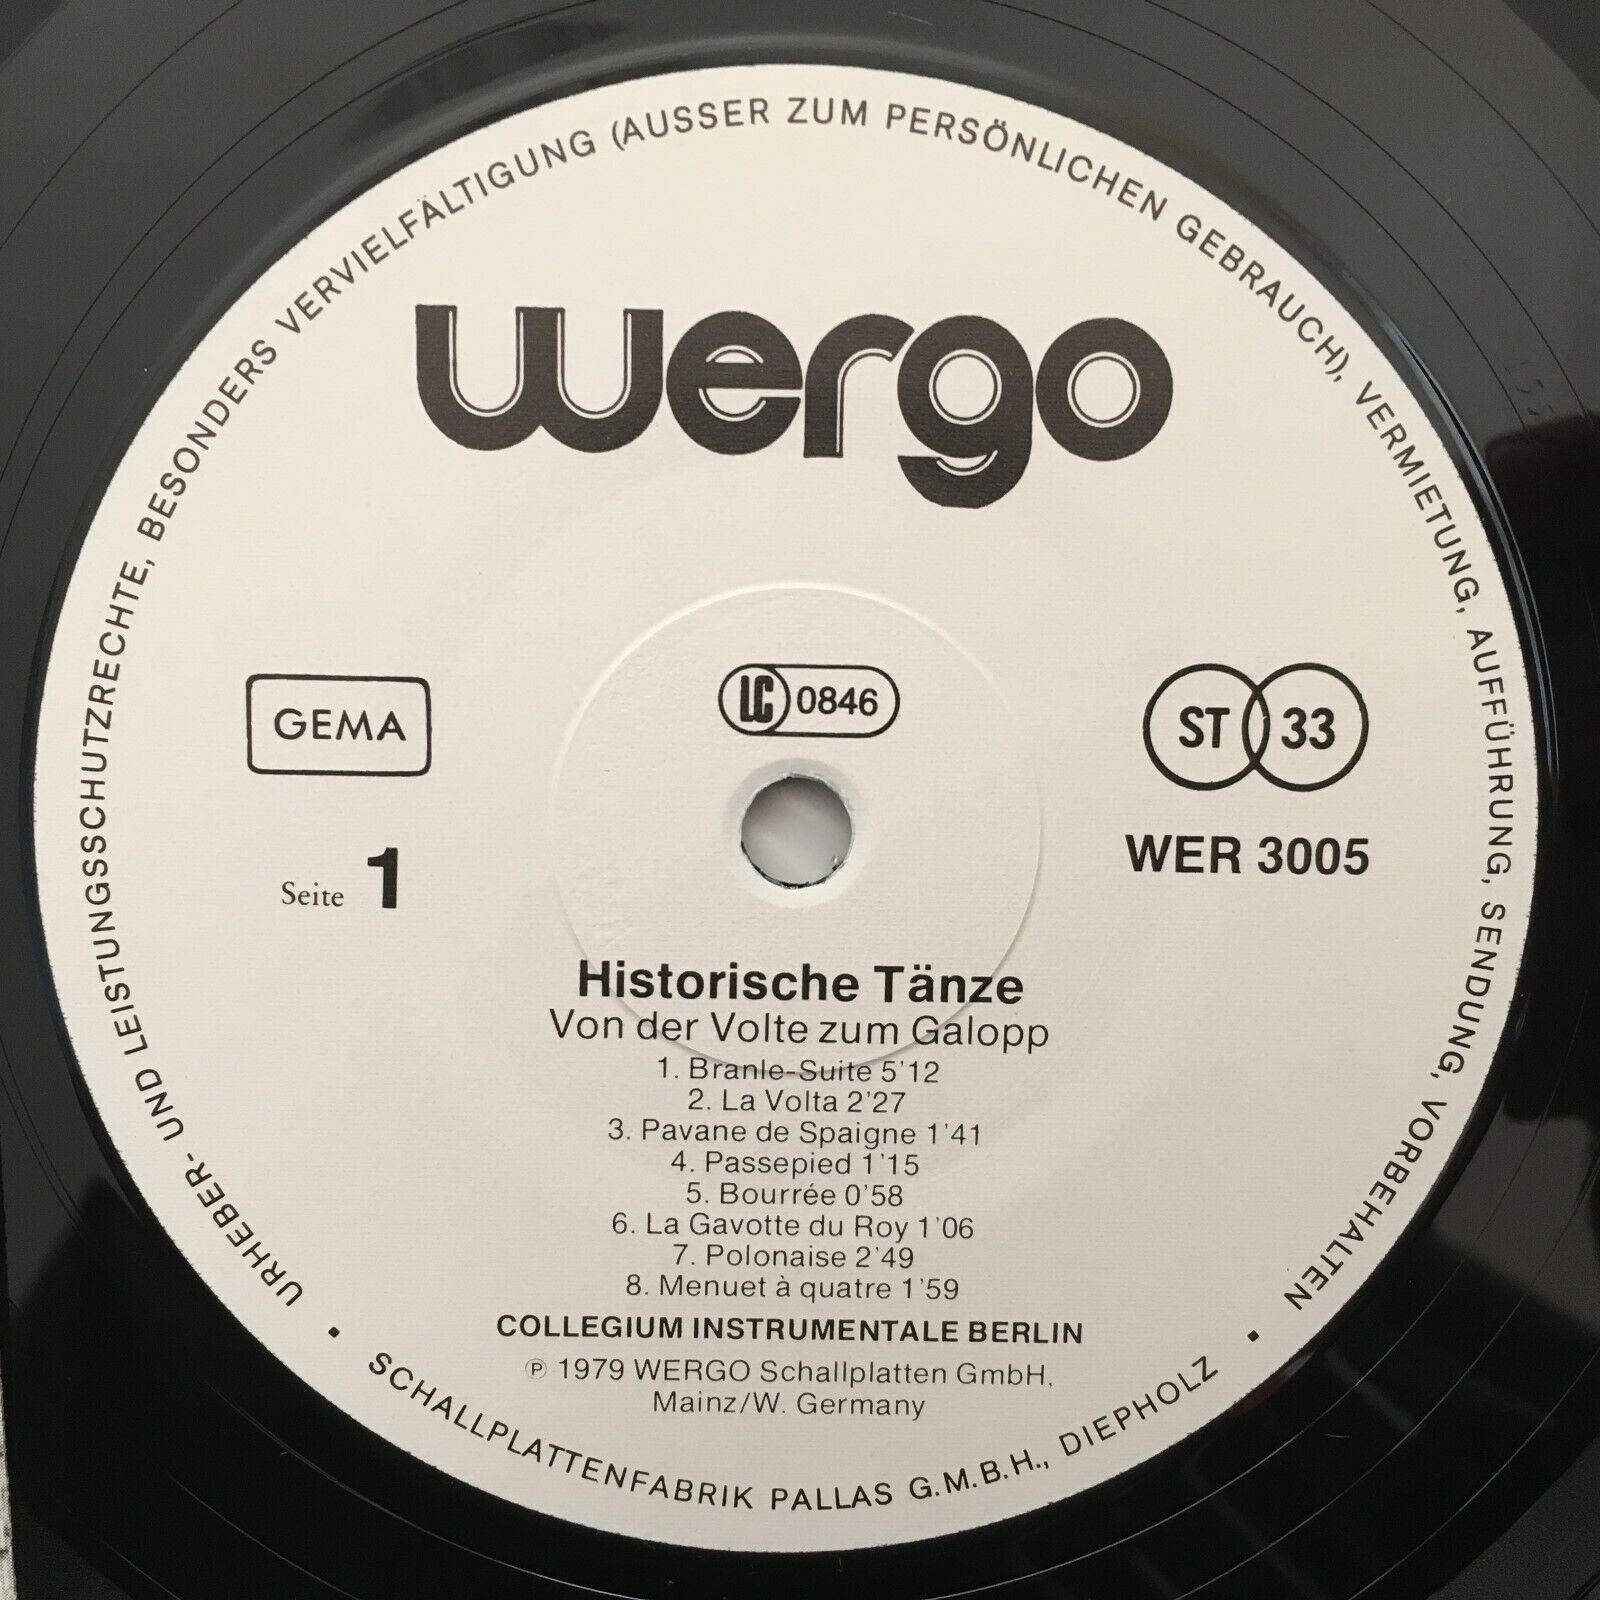 URHEBER- UND LEISTUNGSSCHUTZRECHTE, BESONDERS VERVIELFÄLTIGUNG (AUSSER ZUM PERSÖNLICHEN GEBRAUCH), VERMIETUNG, AUFFÜHRUNG, SENDUNG, VORBEHALTEN
wergo
GEMA
LC 0846
ST 33
Seite 1
WER 3005
Historische Tänze
Von der Volte zum Galopp
1. Branle-Suite 5'12
2. La Volta 2'27
3. Pavane de Spaigne 1'41
4. Passepied 1'15
5. Bourrée 0'58
6. La Gavotte du Roy 1'06
7. Polonaise 2'49
8. Menuet à quatre 1'59
COLLEGIUM INSTRUMENTALE BERLIN
℗ 1979 WERGO Schallplatten GmbH,
Mainz/W. Germany
• SCHALLPLATTENFABRIK PALLAS G.M.B.H., DIEPHOLZ •